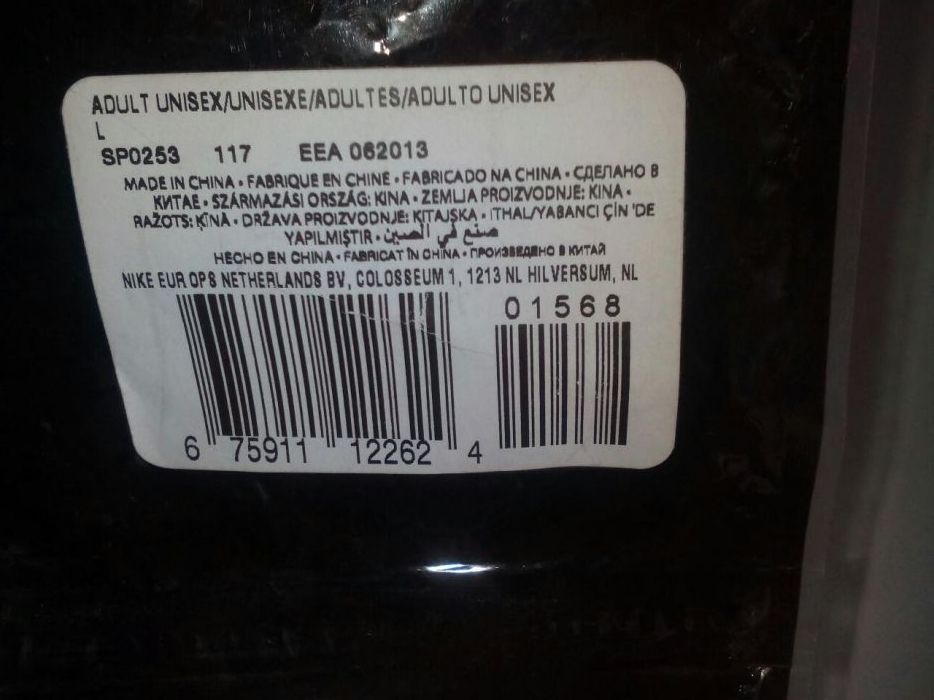 ADULT UNISEX/UNISEXE/ADULTES/ADULTO UNISEX
L
SP0253 117 EEA 062013
MADE IN CHINA • FABRIQUE EN CHINE • FABRICADO NA CHINA • СДЕЛАНО В
КИТАЕ • SZÁRMAZÁSI ORSZÁG: KINA • ZEMLJA PROIZVODNJE: KINA •
RAŽOTS: ĶĪNA • DRŽAVA PROIZVODNJE: KITAJSKA • ITHAL/YABANCI ÇİN 'DE
YAPILMIŞTIR • صنع في الصين
HECHO EN CHINA • FABRICAT ÎN CHINA • ПРОИЗВЕДЕНО В КИТАЙ
NIKE EUR OPS NETHERLANDS BV, COLOSSEUM 1, 1213 NL HILVERSUM, NL
01568
6 75911 12262 4